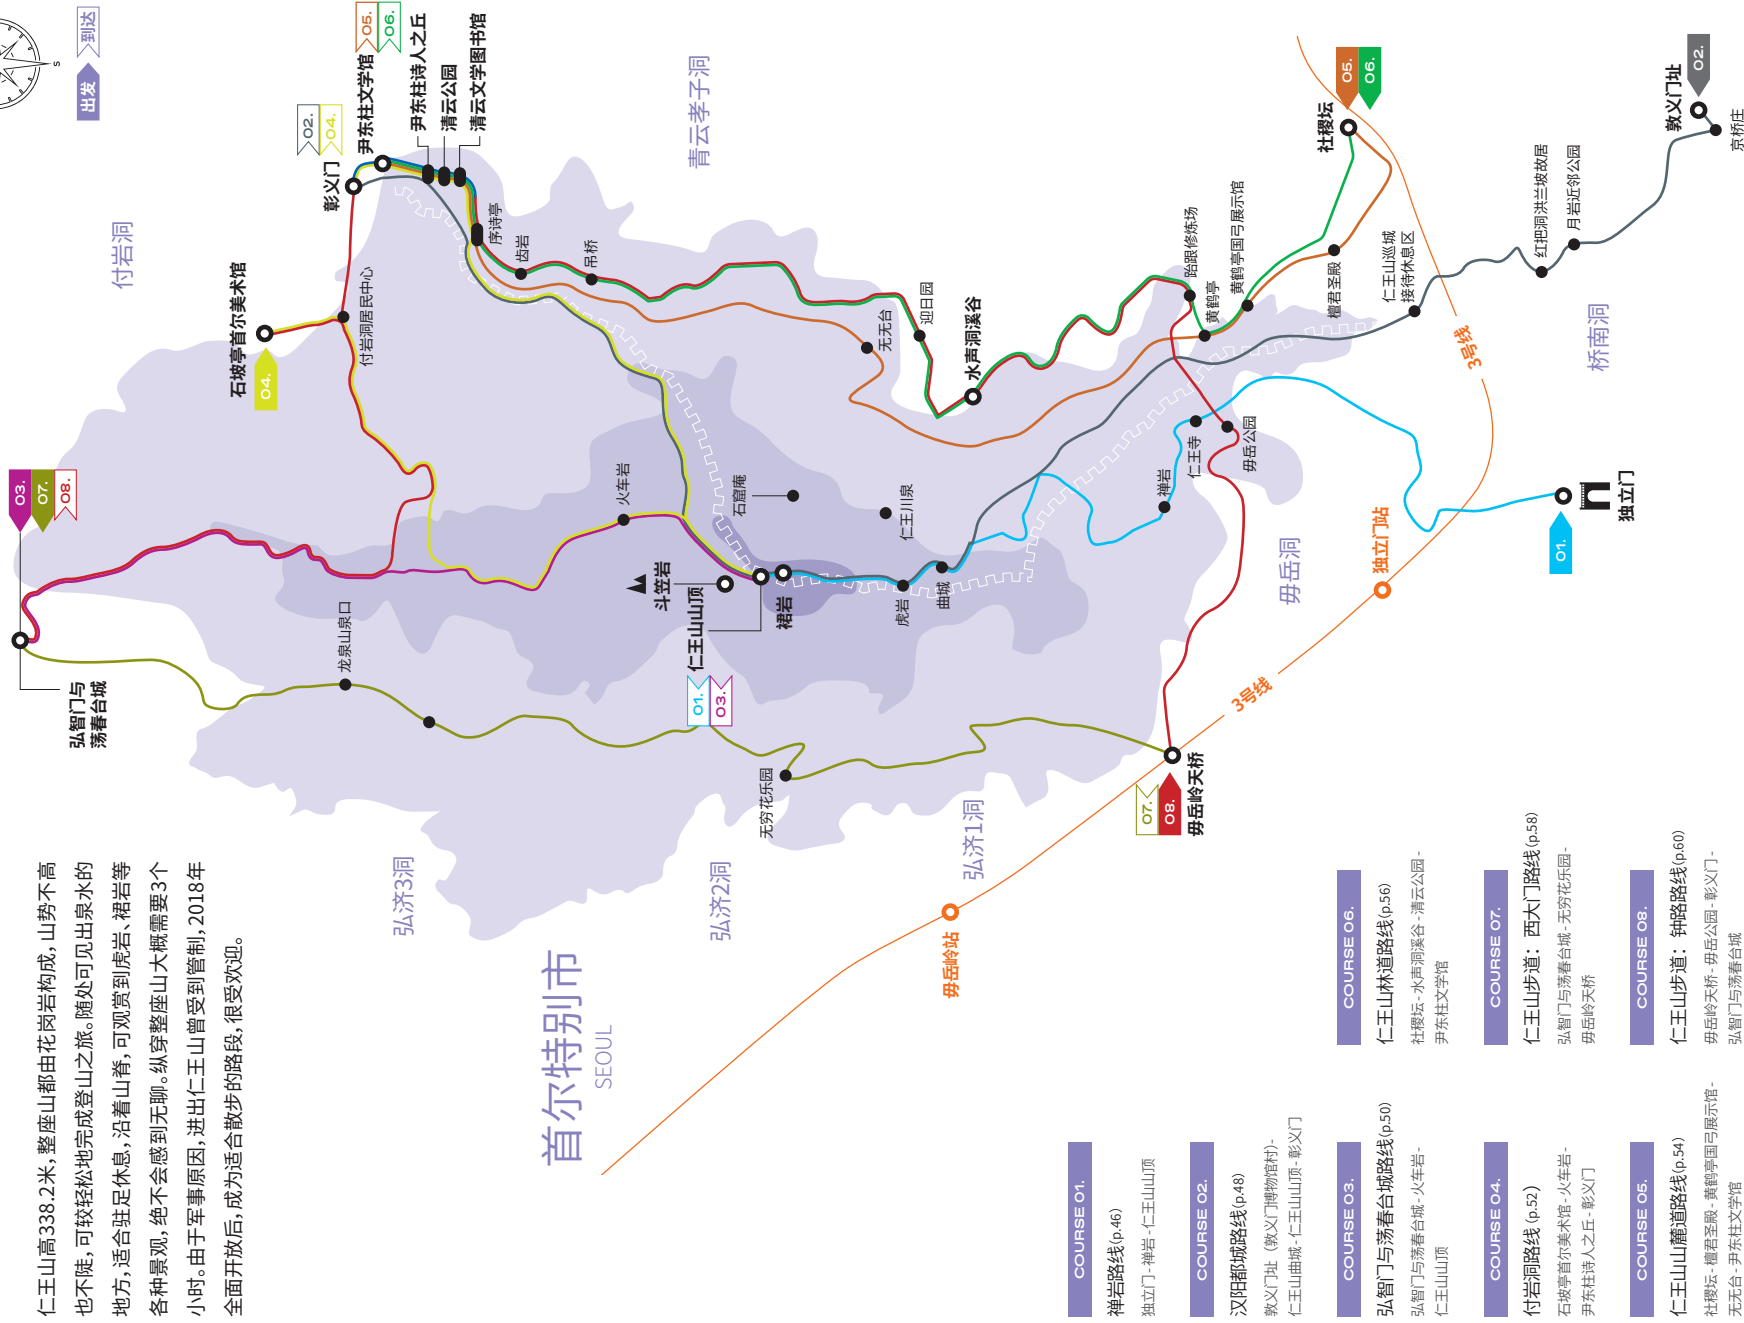 仁王山高338.2米，整座山都由花岗岩构成，山势不高
也不陡，可较轻松地完成登山之旅。随处可见出泉水的
地方，适合驻足休息，沿着山脊，可观赏到虎岩、裙岩等
各种景观，绝不会感到无聊。纵穿整座山大概需要3个
小时。由于军事原因，进出仁王山曾受到管制，2018年
全面开放后，成为适合散步的路段，很受欢迎。
出发
到达
S
首尔特别市
SEOUL
弘济3洞
弘济2洞
弘济1洞
付岩洞
青云孝子洞
毋岳洞
桥南洞
03.
07.
08.
弘智门与
荡春台城
龙泉山泉口
石坡亭首尔美术馆
04.
付岩洞居民中心
彰义门
02.
04.
尹东柱文学馆
05.
06.
尹东柱诗人之丘
清云公园
清云文学图书馆
序诗亭
齿岩
吊桥
火车岩
石窟庵
斗笠岩
仁王山山顶
01.
03.
裙岩
无穷花乐园
仁王川泉
虎岩
曲城
无无台
迎日园
水声洞溪谷
跆跟修炼场
黄鹤亭
黄鹤亭国弓展示馆
檀君圣殿
社稷坛
05.
06.
仁王山巡城
接待休息区
红把洞洪兰坡故居
月岩近邻公园
敦义门址
02.
京桥庄
禅岩
仁王寺
毋岳公园
独立门
01.
独立门站
3号线
3号线
毋岳岭天桥
07.
08.
毋岳岭站
COURSE 01.
禅岩路线(p.46)
独立门 - 禅岩 - 仁王山山顶
COURSE 02.
汉阳都城路线(p.48)
敦义门址 （敦义门博物馆村）-
仁王山曲城 - 仁王山山顶 - 彰义门
COURSE 03.
弘智门与荡春台城路线(p.50)
弘智门与荡春台城 - 火车岩 -
仁王山山顶
COURSE 04.
付岩洞路线 (p.52 )
石坡亭首尔美术馆 - 火车岩 -
尹东柱诗人之丘 - 彰义门
COURSE 05.
仁王山山麓道路线(p.54)
社稷坛 - 檀君圣殿 - 黄鹤亭国弓展示馆 -
无无台 - 尹东柱文学馆
COURSE 06.
仁王山林道路线(p.56)
社稷坛 - 水声洞溪谷 - 清云公园 -
尹东柱文学馆
COURSE 07.
仁王山步道：西大门路线(p.58)
弘智门与荡春台城 - 无穷花乐园 -
毋岳岭天桥
COURSE 08.
仁王山步道：钟路路线(p.60)
毋岳岭天桥 - 毋岳公园 - 彰义门 -
弘智门与荡春台城